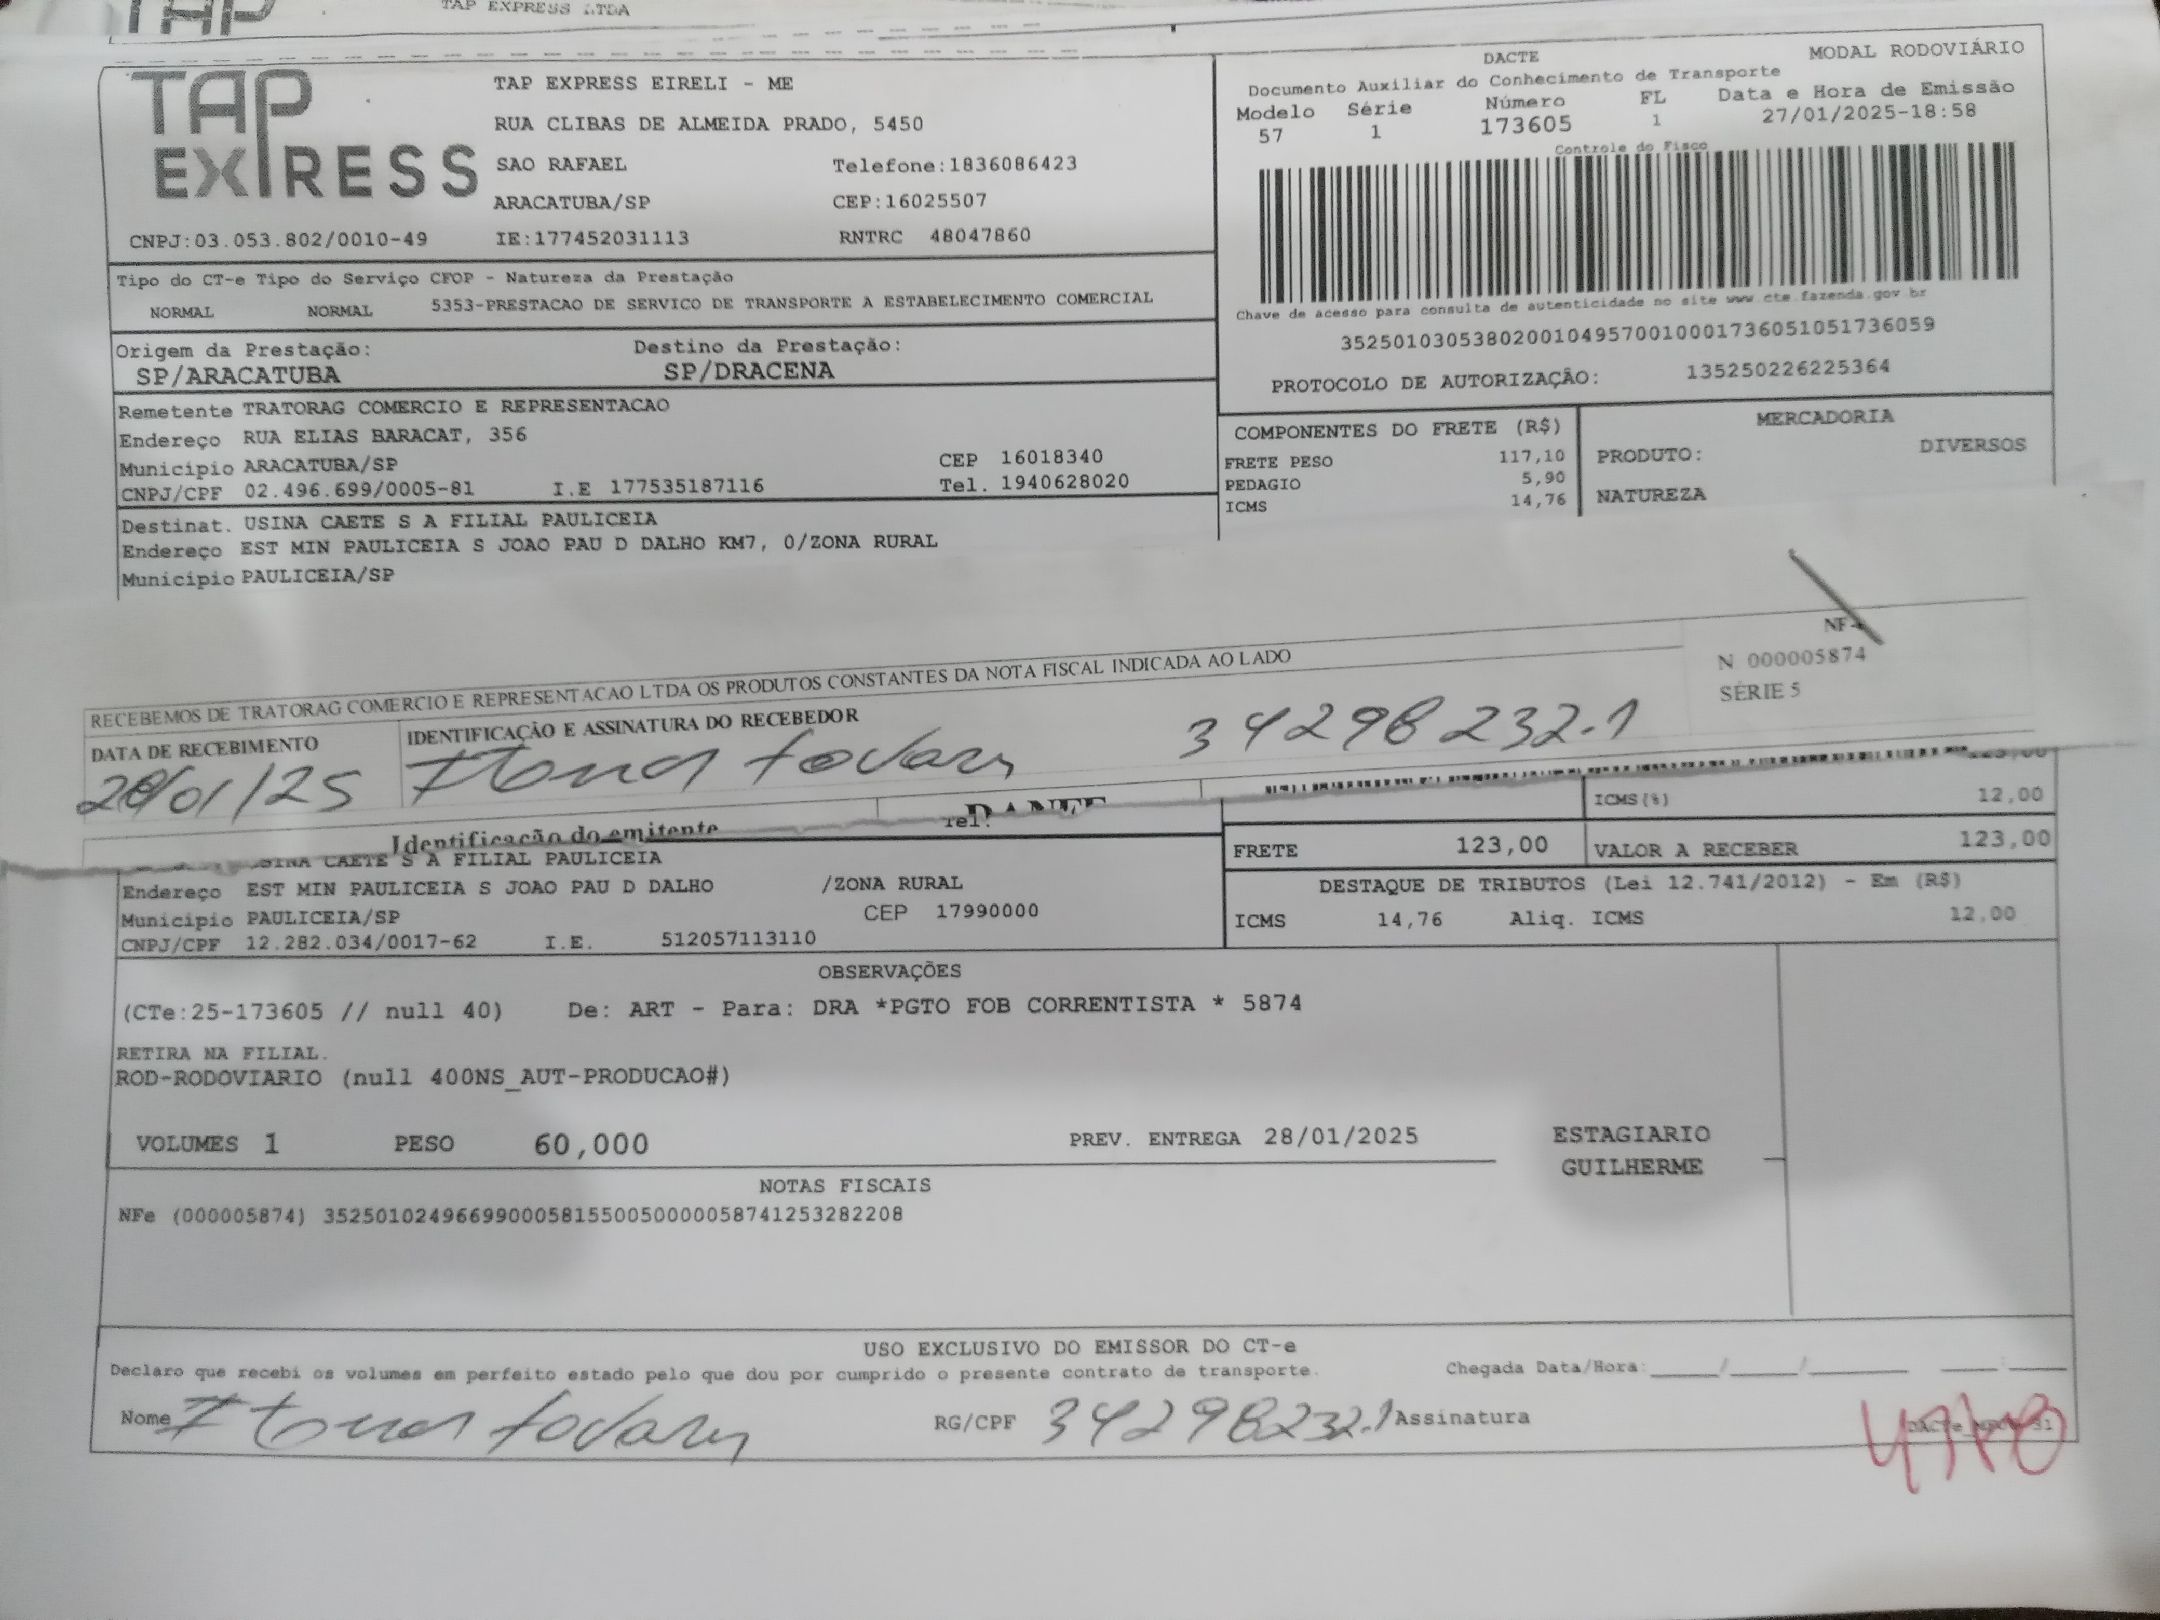 TAP EXPRESS LTDA
TAP EXPRESS
TAP EXPRESS EIRELI - ME
RUA CLIBAS DE ALMEIDA PRADO, 5450
SAO RAFAEL Telefone:1836086423
ARACATUBA/SP CEP:16025507
CNPJ:03.053.802/0010-49 IE:177452031113 RNTRC 48047860
DACTE MODAL RODOVIÁRIO
Documento Auxiliar do Conhecimento de Transporte
Modelo Série Número FL Data e Hora de Emissão
57 1 173605 1 27/01/2025-18:58
Controle do Fisco
Chave de acesso para consulta de autenticidade no site www.cte.fazenda.gov.br
35250103053802001049570010001736051051736059
PROTOCOLO DE AUTORIZAÇÃO: 135250226225364
Tipo do CT-e Tipo do Serviço CFOP - Natureza da Prestação
NORMAL NORMAL 5353-PRESTACAO DE SERVICO DE TRANSPORTE A ESTABELECIMENTO COMERCIAL
Origem da Prestação: Destino da Prestação:
SP/ARACATUBA SP/DRACENA
Remetente TRATORAG COMERCIO E REPRESENTACAO
Endereço RUA ELIAS BARACAT, 356
Municipio ARACATUBA/SP CEP 16018340
CNPJ/CPF 02.496.699/0005-81 I.E 177535187116 Tel. 1940628020
COMPONENTES DO FRETE (R$)
FRETE PESO 117,10
PEDAGIO 5,90
ICMS 14,76
MERCADORIA
PRODUTO: DIVERSOS
NATUREZA
Destinat. USINA CAETE S A FILIAL PAULICEIA
Endereço EST MIN PAULICEIA S JOAO PAU D DALHO KM7, 0/ZONA RURAL
Municipio PAULICEIA/SP
RECEBEMOS DE TRATORAG COMERCIO E REPRESENTACAO LTDA OS PRODUTOS CONSTANTES DA NOTA FISCAL INDICADA AO LADO
NF-
N 000005874
SÉRIE 5
DATA DE RECEBIMENTO IDENTIFICAÇÃO E ASSINATURA DO RECEBEDOR
28/01/25 34298232-1
Identificação do emitente DANFE
Tel.
ICMS(%) 12,00
FRETE 123,00 VALOR A RECEBER 123,00
USINA CAETE S A FILIAL PAULICEIA
Endereço EST MIN PAULICEIA S JOAO PAU D DALHO /ZONA RURAL
Municipio PAULICEIA/SP CEP 17990000
CNPJ/CPF 12.282.034/0017-62 I.E. 512057113110
DESTAQUE DE TRIBUTOS (Lei 12.741/2012) - Em (R$)
ICMS 14,76 Aliq. ICMS 12,00
OBSERVAÇÕES
(CTe:25-173605 // null 40) De: ART - Para: DRA *PGTO FOB CORRENTISTA * 5874
RETIRA NA FILIAL.
ROD-RODOVIARIO (null 400NS_AUT-PRODUCAO#)
VOLUMES 1 PESO 60,000 PREV. ENTREGA 28/01/2025
ESTAGIARIO
GUILHERME
NOTAS FISCAIS
NFe (000005874) 35250102496699000581550050000058741253282208
USO EXCLUSIVO DO EMISSOR DO CT-e
Declaro que recebi os volumes em perfeito estado pelo que dou por cumprido o presente contrato de transporte. Chegada Data/Hora:____/____/____ ___:___
Nome RG/CPF 34298232-1 Assinatura